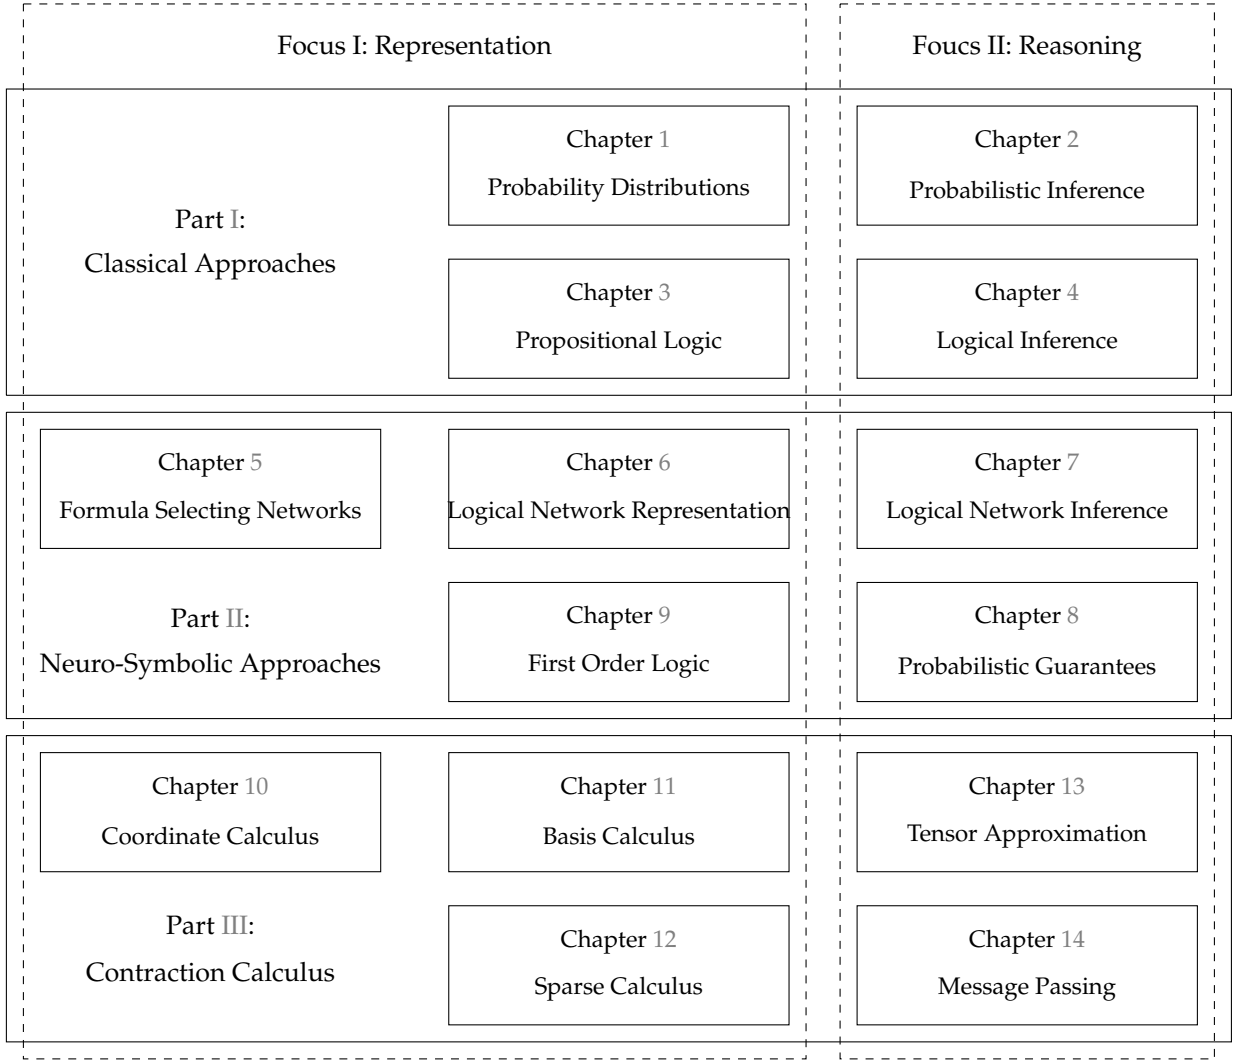 Focus I: Representation
Foucs II: Reasoning
Part I:
Classical Approaches
Chapter 1
Probability Distributions
Chapter 2
Probabilistic Inference
Chapter 3
Propositional Logic
Chapter 4
Logical Inference
Chapter 5
Formula Selecting Networks
Chapter 6
Logical Network Representation
Chapter 7
Logical Network Inference
Part II:
Neuro-Symbolic Approaches
Chapter 9
First Order Logic
Chapter 8
Probabilistic Guarantees
Chapter 10
Coordinate Calculus
Chapter 11
Basis Calculus
Chapter 13
Tensor Approximation
Part III:
Contraction Calculus
Chapter 12
Sparse Calculus
Chapter 14
Message Passing